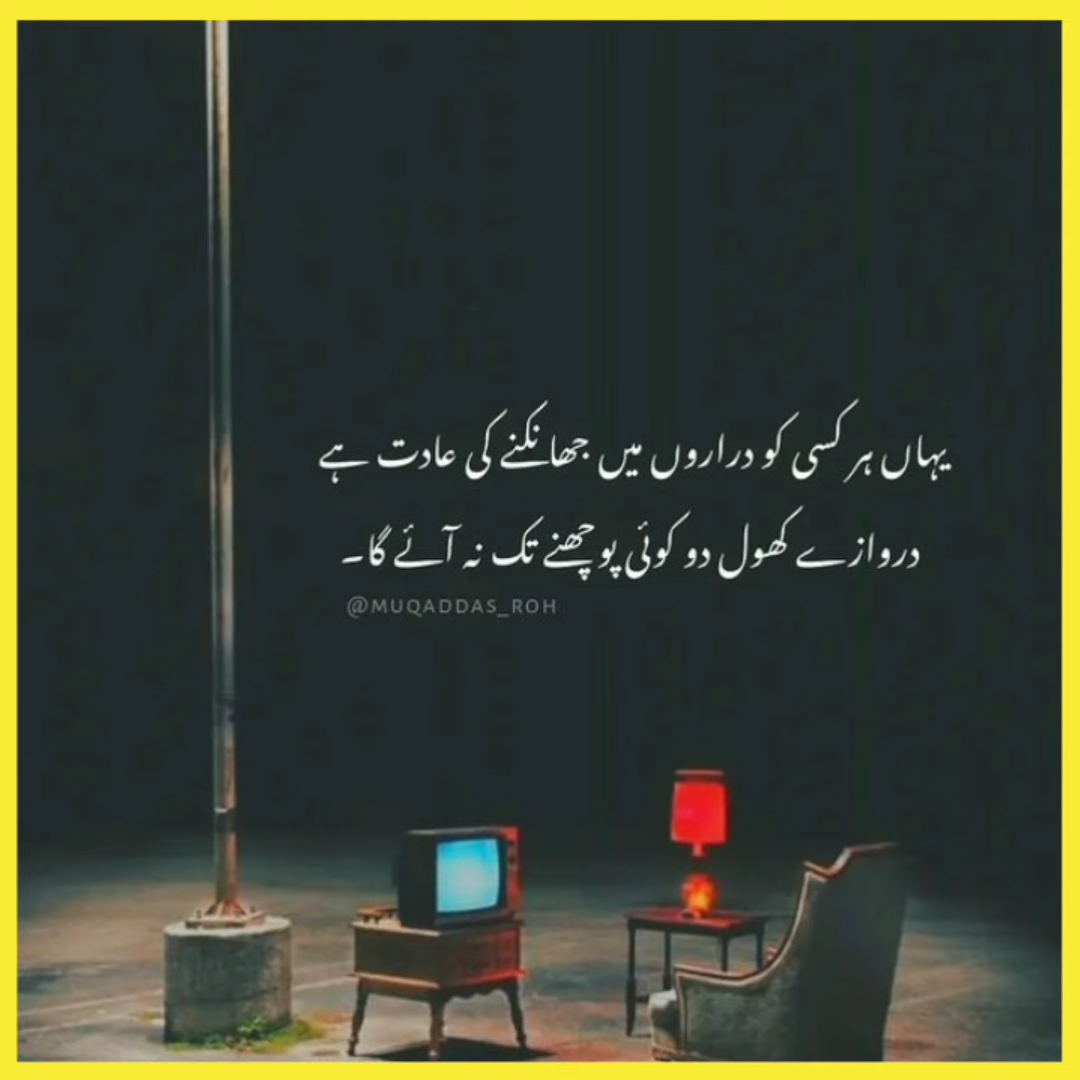 یہاں ہر کسی کو دراروں میں جھانکنے کی عادت ہے
دروازے کھول دو کوئی پوچھنے تک نہ آئے گا۔
@MUQADDAS_ROH